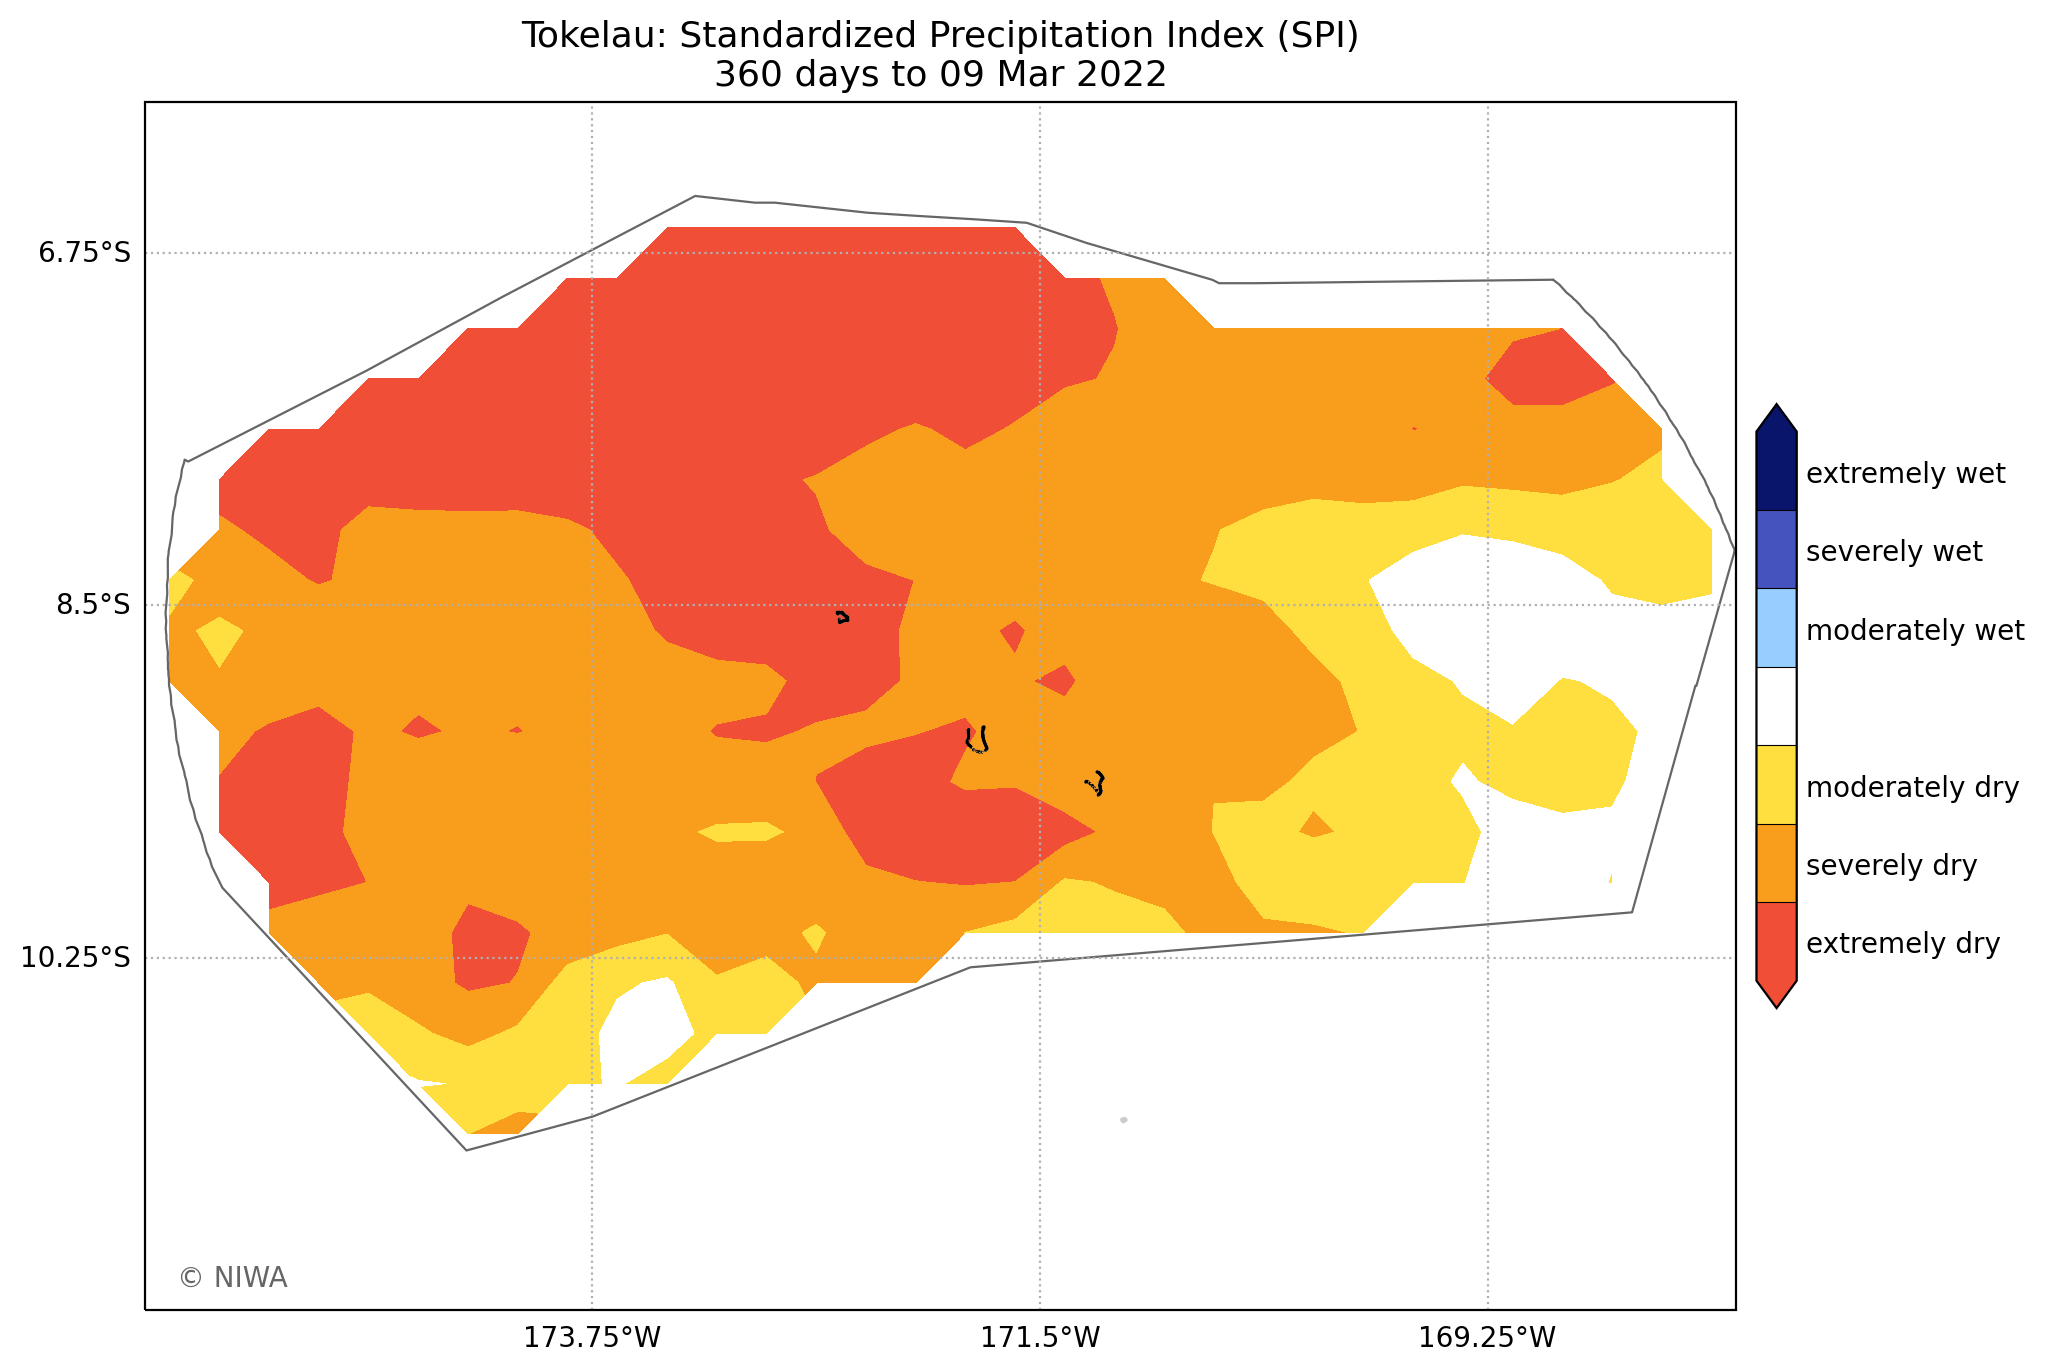 Tokelau: Standardized Precipitation Index (SPI)
360 days to 09 Mar 2022
6.75°S
8.5°S
10.25°S
173.75°W
171.5°W
169.25°W
extremely wet
severely wet
moderately wet
moderately dry
severely dry
extremely dry
© NIWA